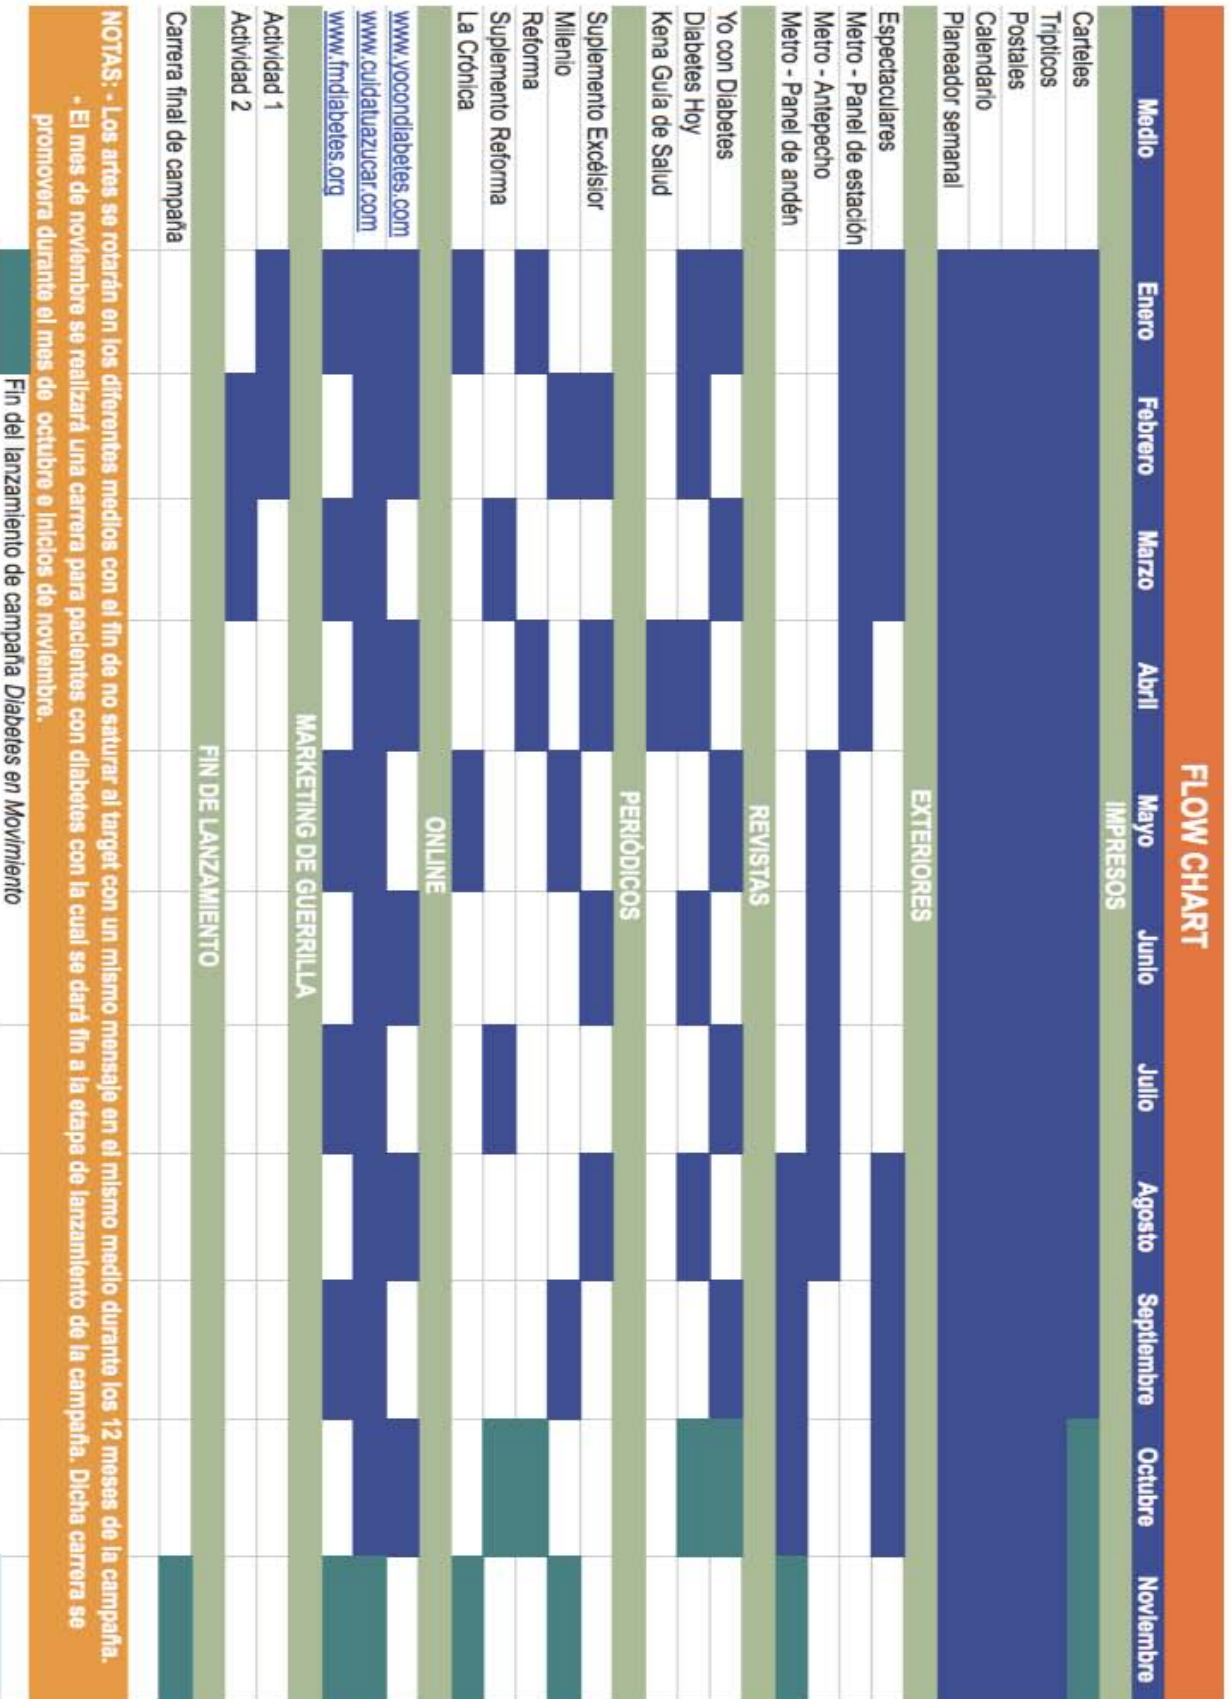 FLOW CHART
Medio Enero Febrero Marzo Abril Mayo Junio Julio Agosto Septiembre Octubre Noviembre
IMPRESOS
Carteles
Tripticos
Postales
Calendario
Planeador semanal
EXTERIORES
Espectaculares
Metro - Panel de estación
Metro - Antepecho
Metro - Panel de andén
REVISTAS
Yo con Diabetes
Diabetes Hoy
Kena Guía de Salud
PERIÓDICOS
Suplemento Excélsior
Milenio
Reforma
Suplemento Reforma
La Crónica
ONLINE
www.yocondiabetes.com
www.cuidatuazucar.com
www.fmdiabetes.org
MARKETING DE GUERRILLA
Actividad 1
Actividad 2
FIN DE LANZAMIENTO
Carrera final de campaña
NOTAS: - Los artes se rotarán en los diferentes medios con el fin de no saturar al target con un mismo mensaje en el mismo medio durante los 12 meses de la campaña.
- El mes de noviembre se realizará una carrera para pacientes con diabetes con la cual se dará fin a la etapa de lanzamiento de la campaña. Dicha carrera se
promovera durante el mes de octubre e inicios de noviembre.
Fin del lanzamiento de campaña Diabetes en Movimiento